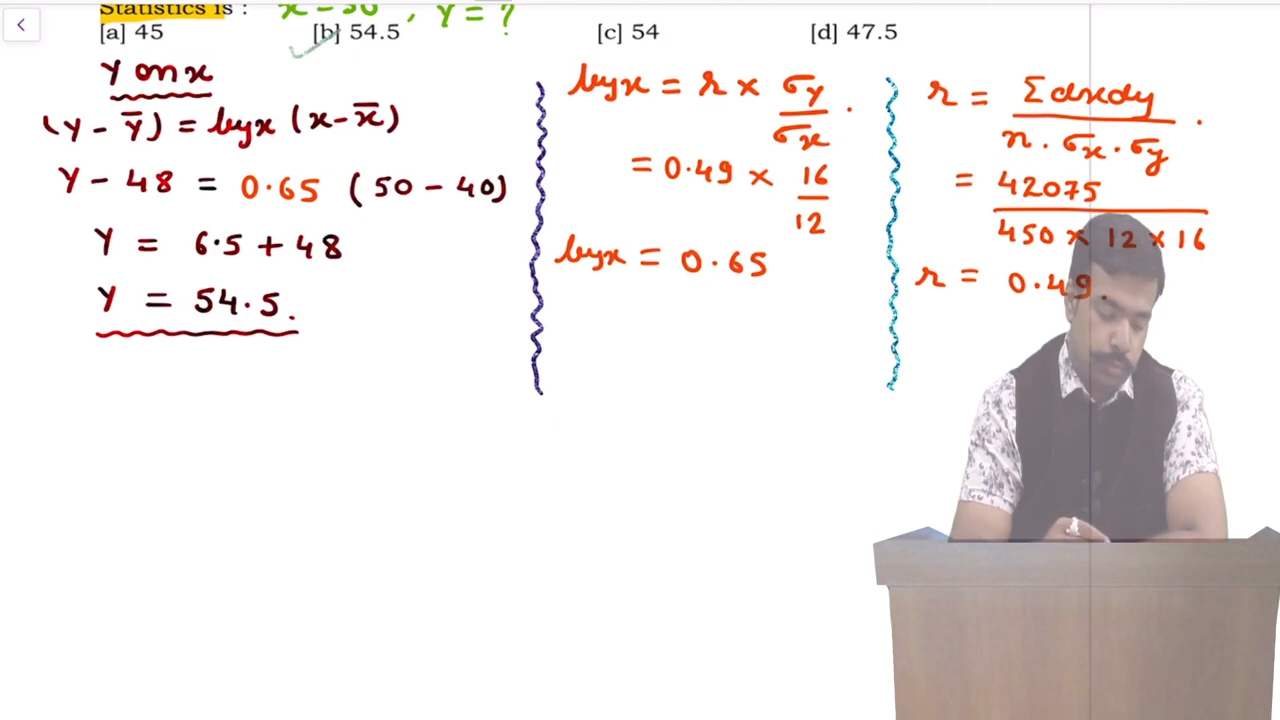 Statistics is : x = 50 , y = ?
[a] 45 [b] 54.5 [c] 54 [d] 47.5
y on x
(y - ȳ) = byx (x - x̄)
y - 48 = 0.65 (50 - 40)
y = 6.5 + 48
y = 54.5.
byx = r × σy / σx .
= 0.49 × 16 / 12
byx = 0.65
r = Σdxdy / n . σx . σy .
= 42075 / 450 × 12 × 16
r = 0.49.